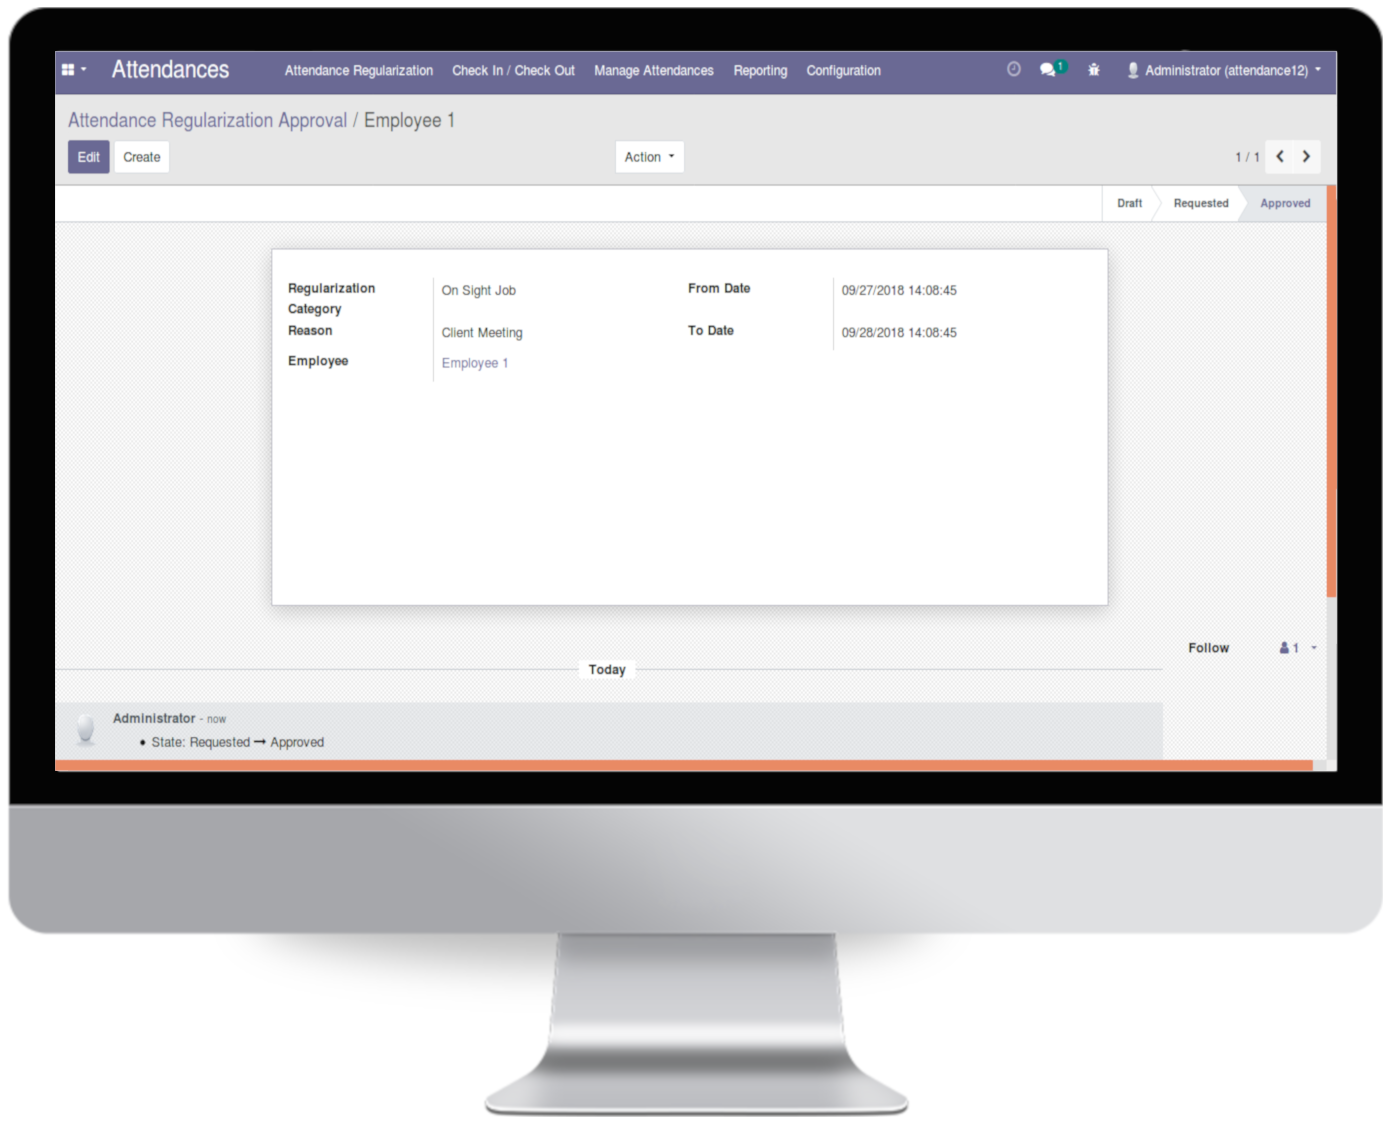 Attendances Attendance Regularization Check In / Check Out Manage Attendances Reporting Configuration 1 Administrator (attendance12)
Attendance Regularization Approval / Employee 1
Edit Create Action 1 / 1
Draft Requested Approved
Regularization Category On Sight Job From Date 09/27/2018 14:08:45
Reason Client Meeting To Date 09/28/2018 14:08:45
Employee Employee 1
Follow 1
Today
Administrator - now
• State: Requested → Approved